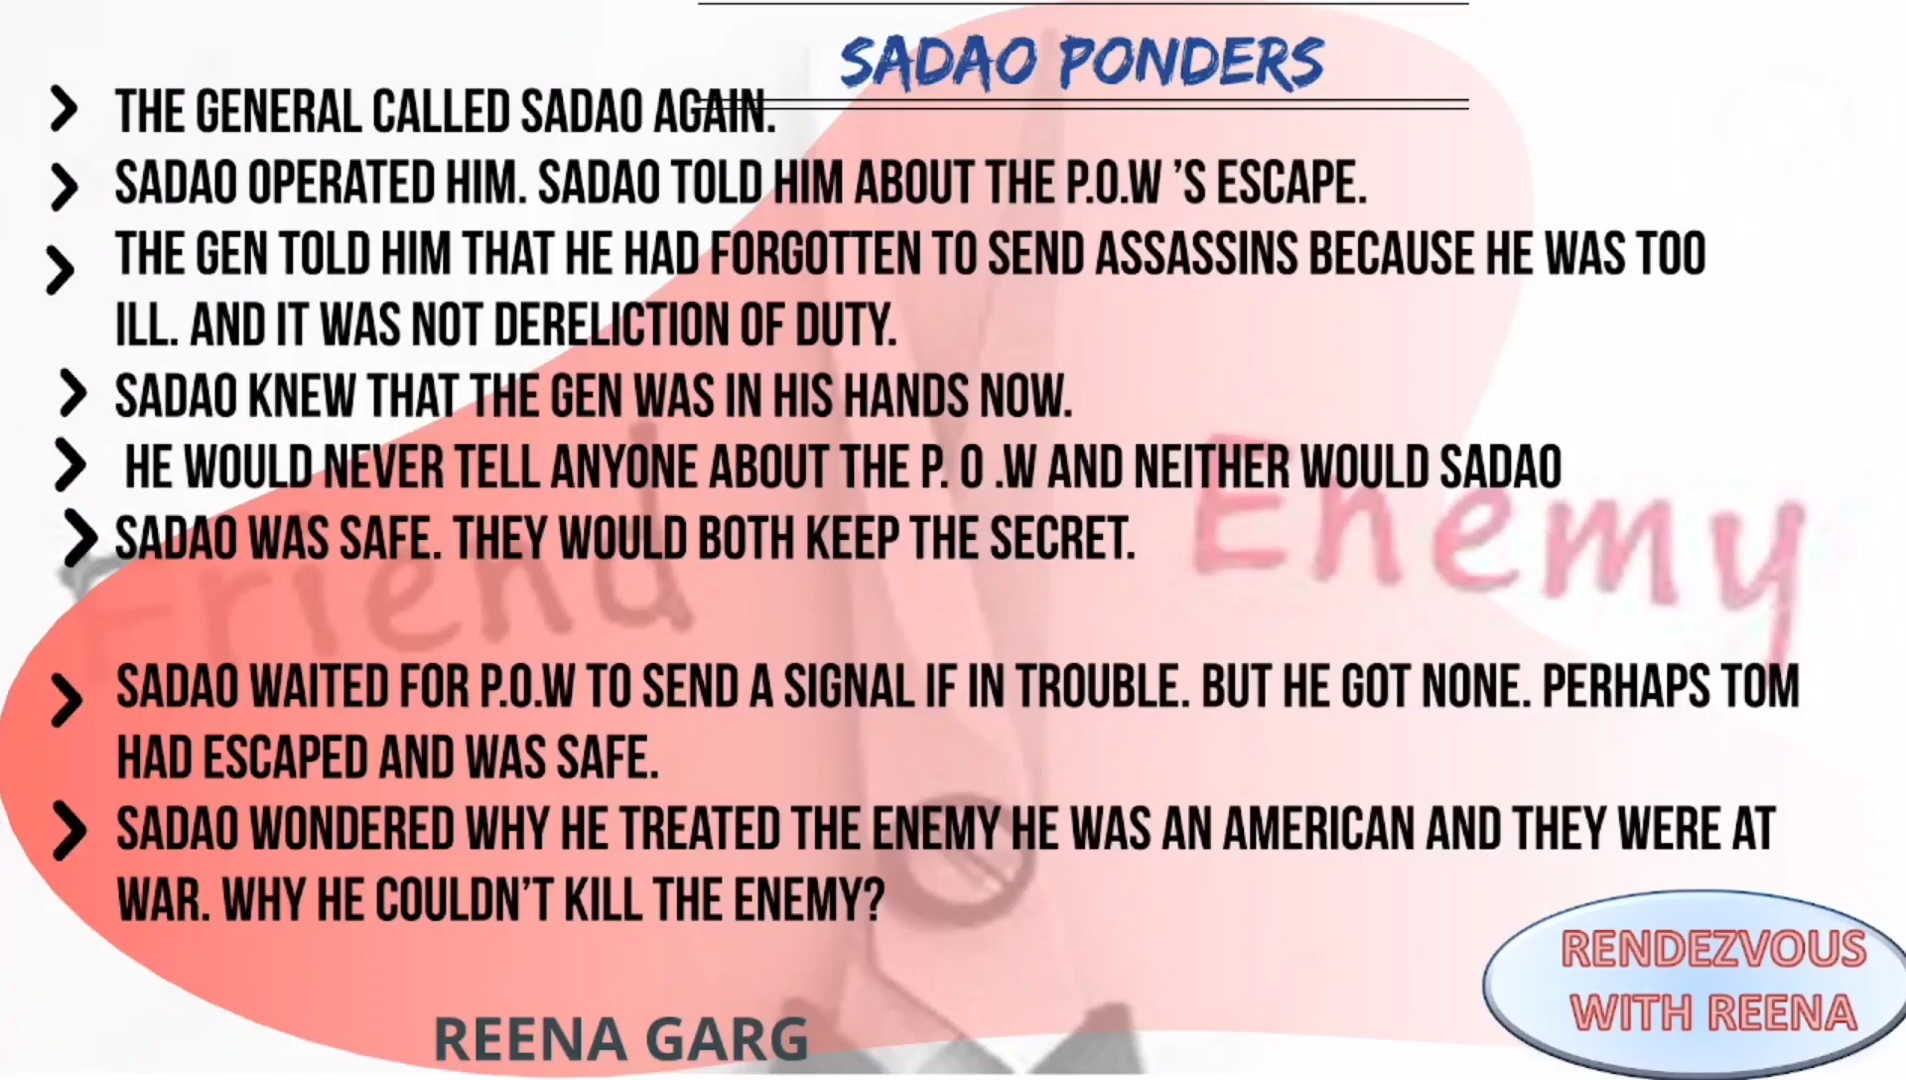 SADAO PONDERS
THE GENERAL CALLED SADAO AGAIN.
SADAO OPERATED HIM. SADAO TOLD HIM ABOUT THE P.O.W 'S ESCAPE.
THE GEN TOLD HIM THAT HE HAD FORGOTTEN TO SEND ASSASSINS BECAUSE HE WAS TOO
ILL. AND IT WAS NOT DERELICTION OF DUTY.
SADAO KNEW THAT THE GEN WAS IN HIS HANDS NOW.
HE WOULD NEVER TELL ANYONE ABOUT THE P. O .W AND NEITHER WOULD SADAO
SADAO WAS SAFE. THEY WOULD BOTH KEEP THE SECRET.
Friend
Enemy
SADAO WAITED FOR P.O.W TO SEND A SIGNAL IF IN TROUBLE. BUT HE GOT NONE. PERHAPS TOM
HAD ESCAPED AND WAS SAFE.
SADAO WONDERED WHY HE TREATED THE ENEMY HE WAS AN AMERICAN AND THEY WERE AT
WAR. WHY HE COULDN'T KILL THE ENEMY?
RENDEZVOUS
WITH REENA
REENA GARG